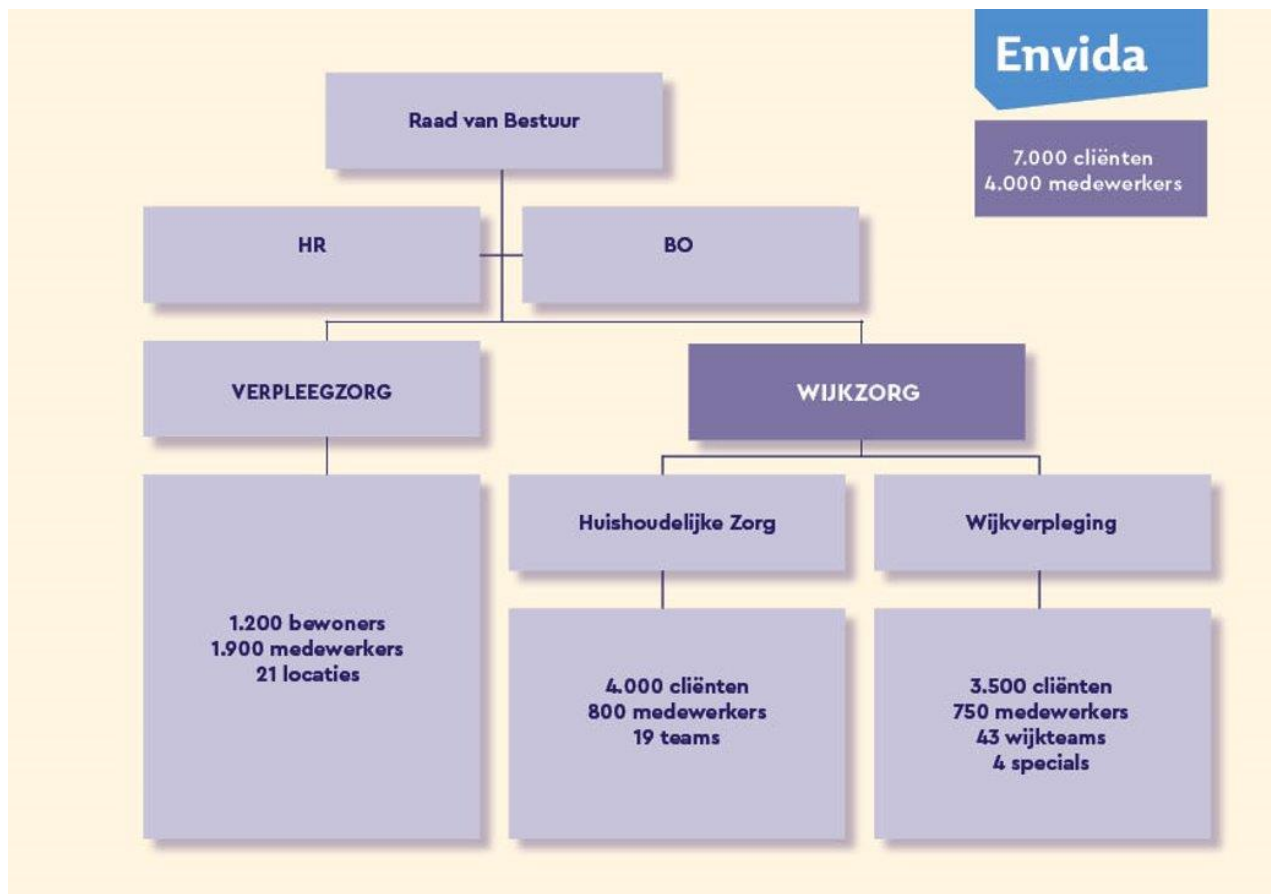 Envida
7.000 cliënten
4.000 medewerkers
Raad van Bestuur
HR
BO
VERPLEEGZORG
WIJKZORG
Huishoudelijke Zorg
Wijkverpleging
1.200 bewoners
1.900 medewerkers
21 locaties
4.000 cliënten
800 medewerkers
19 teams
3.500 cliënten
750 medewerkers
43 wijkteams
4 specials